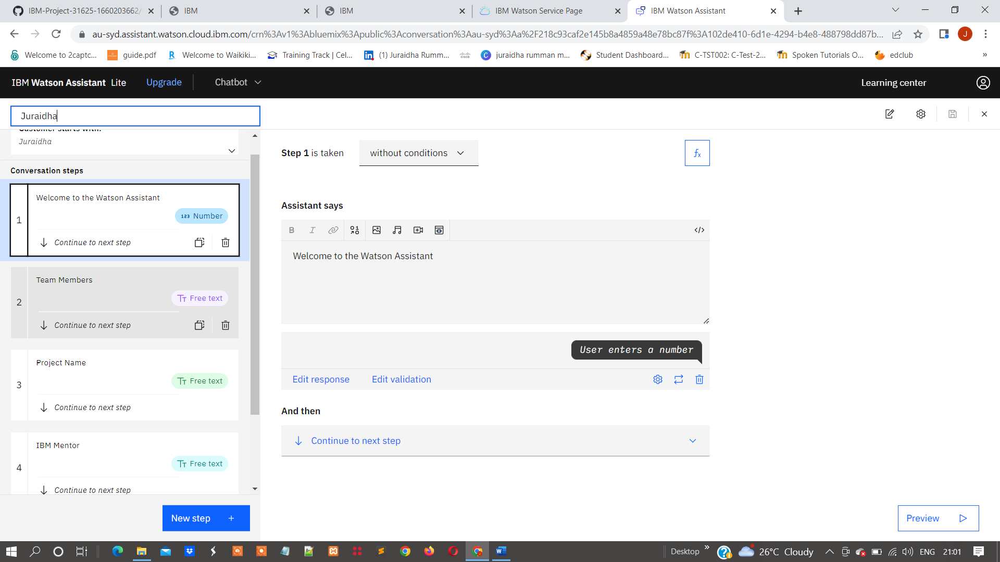 IBM-Project-31625-1660203662/
IBM
IBM
IBM Watson Service Page
IBM Watson Assistant
au-syd.assistant.watson.cloud.ibm.com/crn%3Av1%3Abluemix%3Apublic%3Aconversation%3Aau-syd%3Aa%2F218c93caf2e145b8a4859a48e78bc87f%3A102de410-6d1e-4294-b4e8-488798dd87b...
J
Welcome to 2captc...
guide.pdf
R Welcome to Waikiki...
Training Track | Cel...
in (1) Juraidha Rumm...
cisco
C juraidha rumman m...
Student Dashboard...
C-TST002: C-Test-2...
Spoken Tutorials O...
edclub
»
IBM Watson Assistant Lite
Upgrade
Chatbot
Learning center
Juraidha
Customer starts with:
Juraidha
Conversation steps
1
Welcome to the Watson Assistant
123 Number
Continue to next step
2
Team Members
Free text
Continue to next step
3
Project Name
Free text
Continue to next step
4
IBM Mentor
Free text
Continue to next step
New step +
Step 1 is taken
without conditions
fx
Assistant says
B I
</>
Welcome to the Watson Assistant
User enters a number
Edit response
Edit validation
And then
Continue to next step
Preview
Desktop »
26°C Cloudy
ENG
21:01